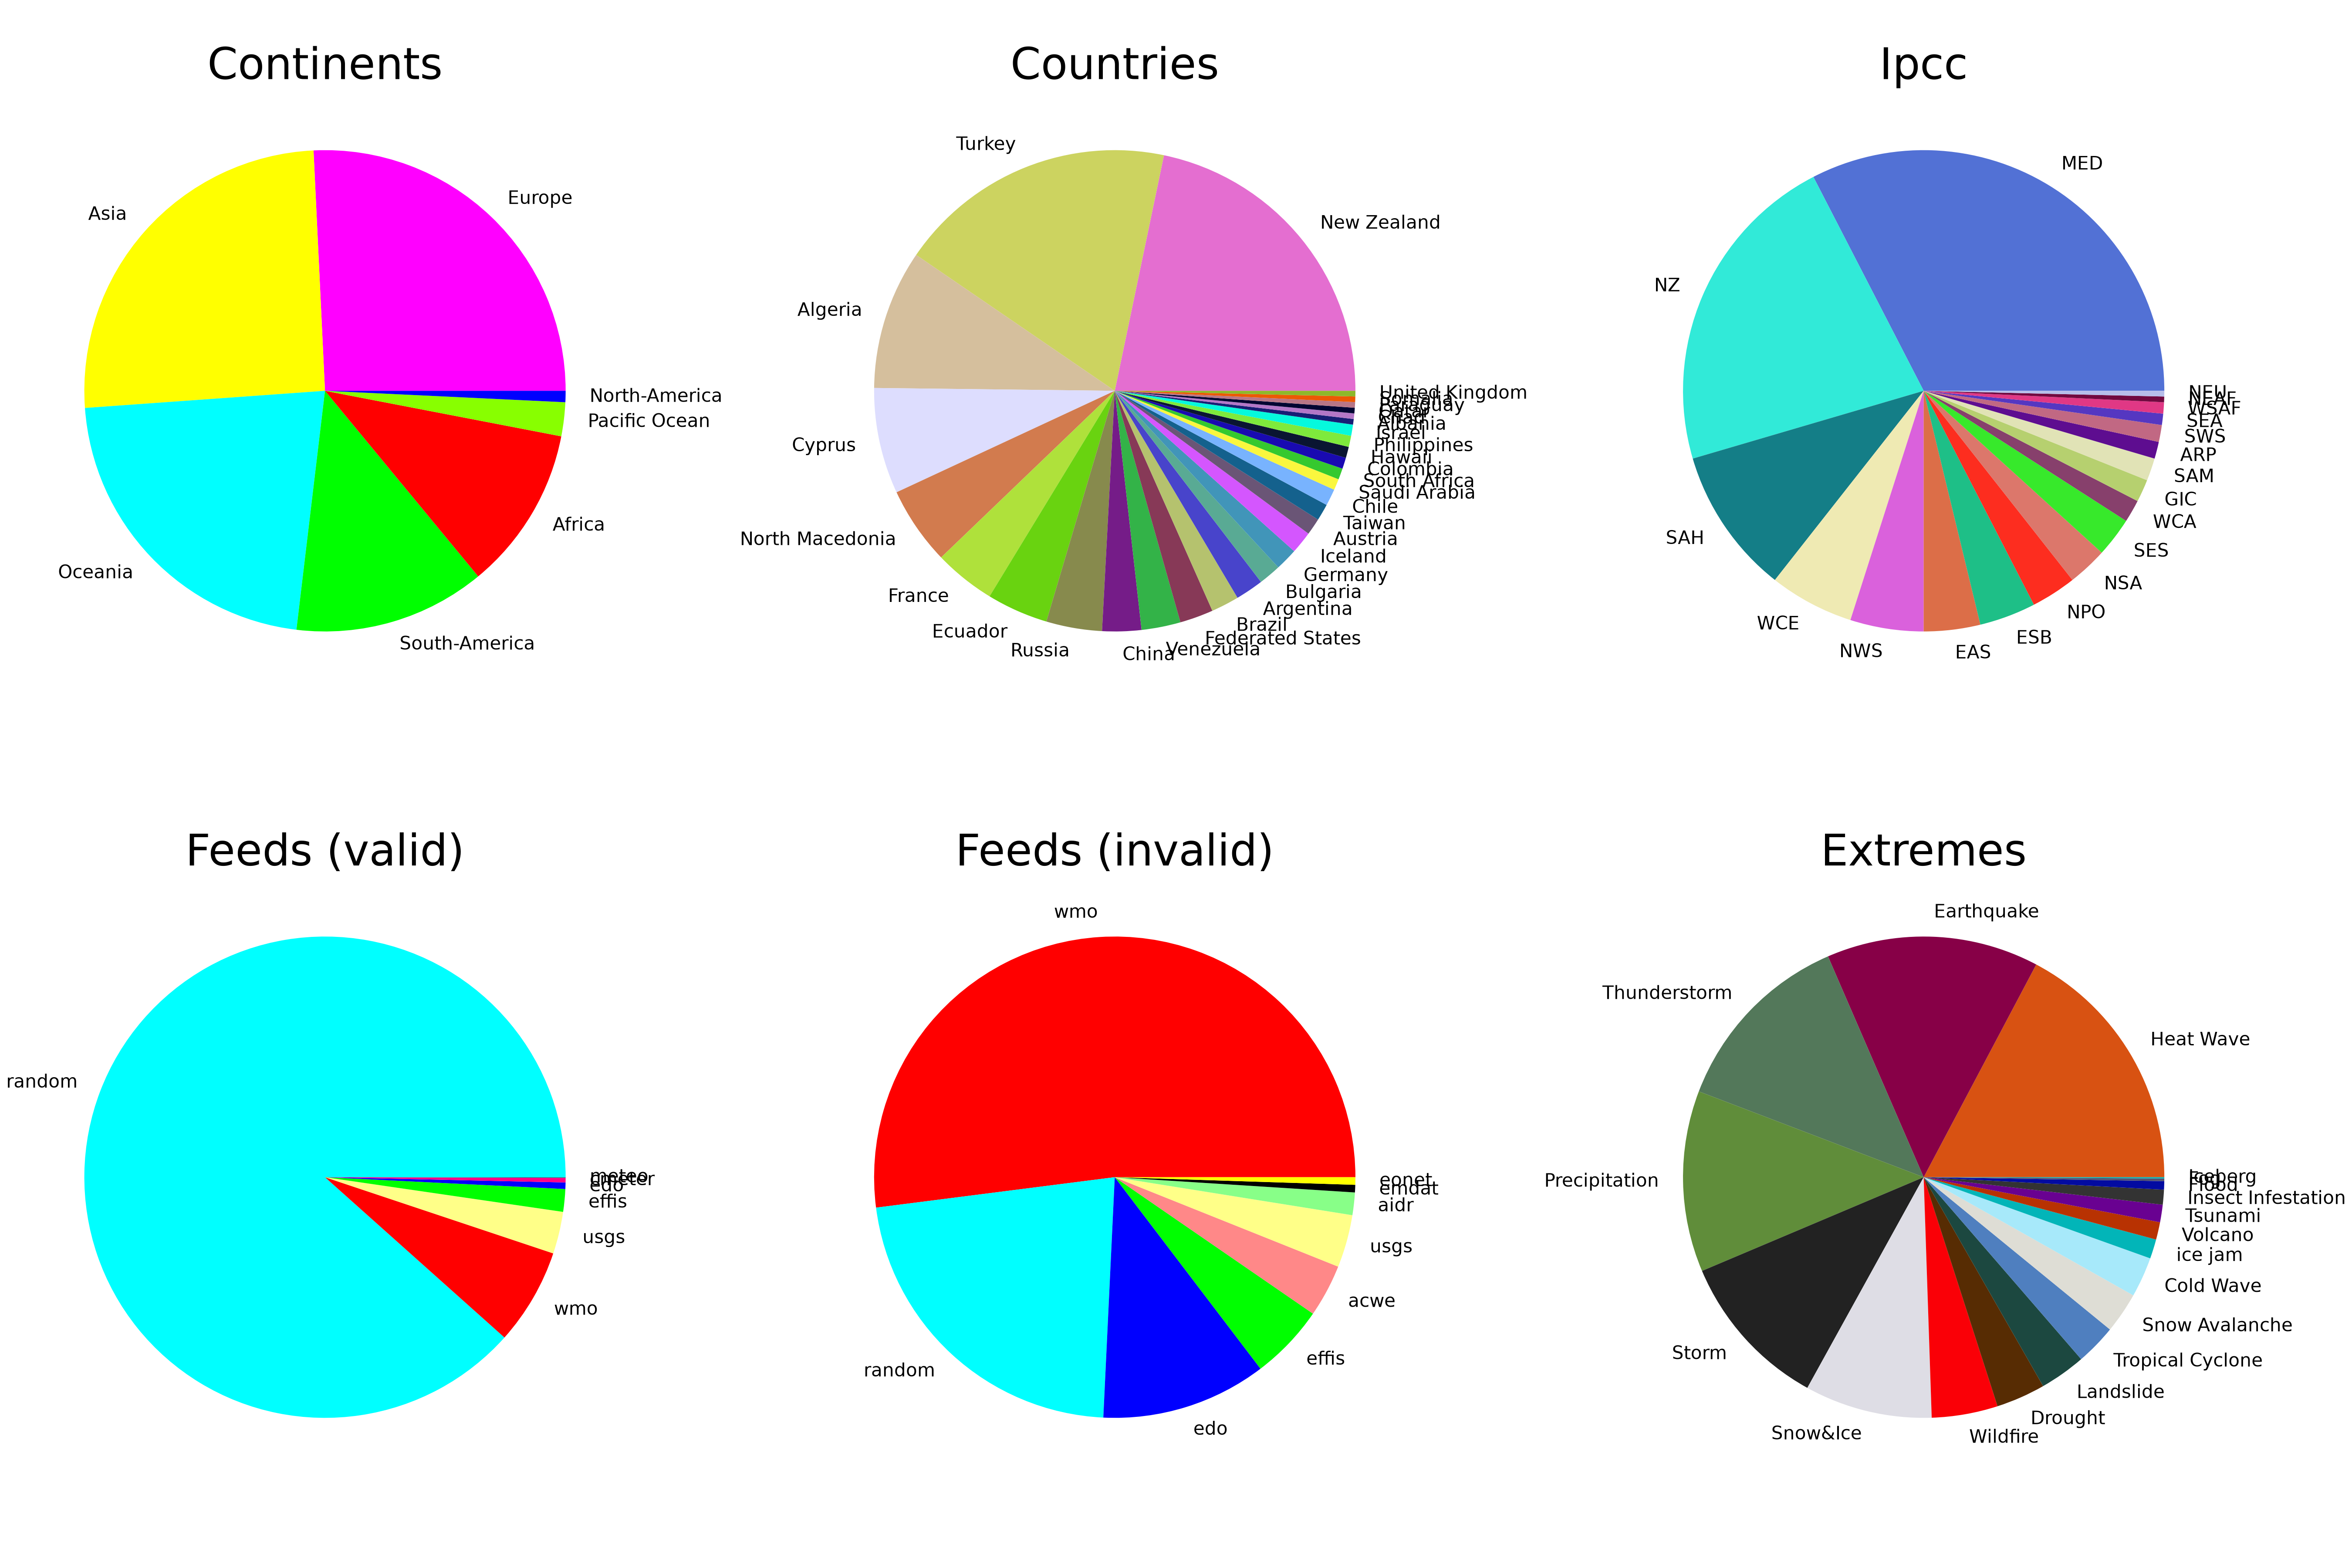 Continents
Europe
Asia
Oceania
South-America
Africa
Pacific Ocean
North-America
Countries
New Zealand
Turkey
Algeria
Cyprus
North Macedonia
France
Ecuador
Russia
China
Venezuela
Federated States
Brazil
Argentina
Bulgaria
Germany
Iceland
Austria
Taiwan
Chile
Saudi Arabia
South Africa
Colombia
Hawaii
Philippines
Israel
Albania
Paraguay
Somalia
United Kingdom
Ipcc
MED
NZ
SAH
WCE
NWS
EAS
ESB
NPO
NSA
SES
WCA
GIC
SAM
ARP
SWS
SEA
WSAF
NEU
Feeds (valid)
random
wmo
usgs
effis
edo
meteo
Feeds (invalid)
wmo
random
edo
effis
acwe
usgs
aidr
emdat
eonet
Extremes
Heat Wave
Earthquake
Thunderstorm
Precipitation
Storm
Snow&Ice
Wildfire
Drought
Landslide
Tropical Cyclone
Snow Avalanche
Cold Wave
ice jam
Volcano
Tsunami
Insect Infestation
Flood
Fog
Iceberg